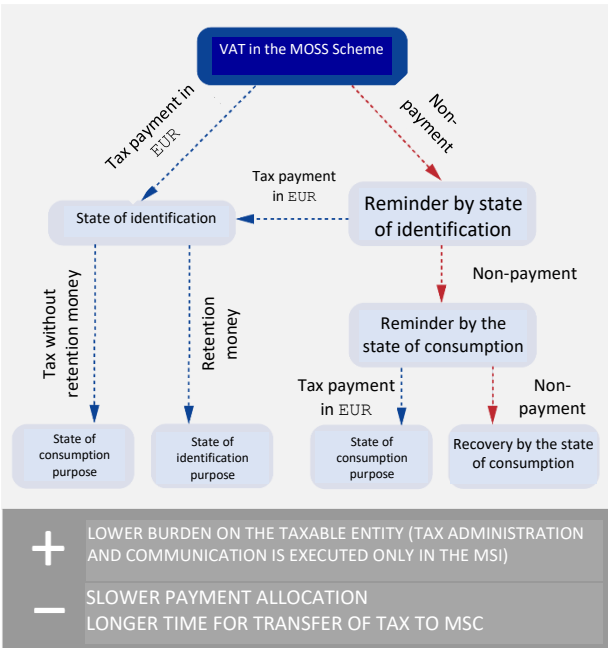 VAT in the MOSS Scheme
Tax payment in
EUR
Non-
payment
Tax payment
in EUR
State of identification
Reminder by state
of identification
Non-payment
Tax without
retention money
Retention
money
Reminder by the
state of consumption
Tax payment
in EUR
Non-
payment
State of
consumption
purpose
State of
identification
purpose
State of
consumption
purpose
Recovery by the state
of consumption
+
LOWER BURDEN ON THE TAXABLE ENTITY (TAX ADMINISTRATION
AND COMMUNICATION IS EXECUTED ONLY IN THE MSI)
–
SLOWER PAYMENT ALLOCATION
LONGER TIME FOR TRANSFER OF TAX TO MSC